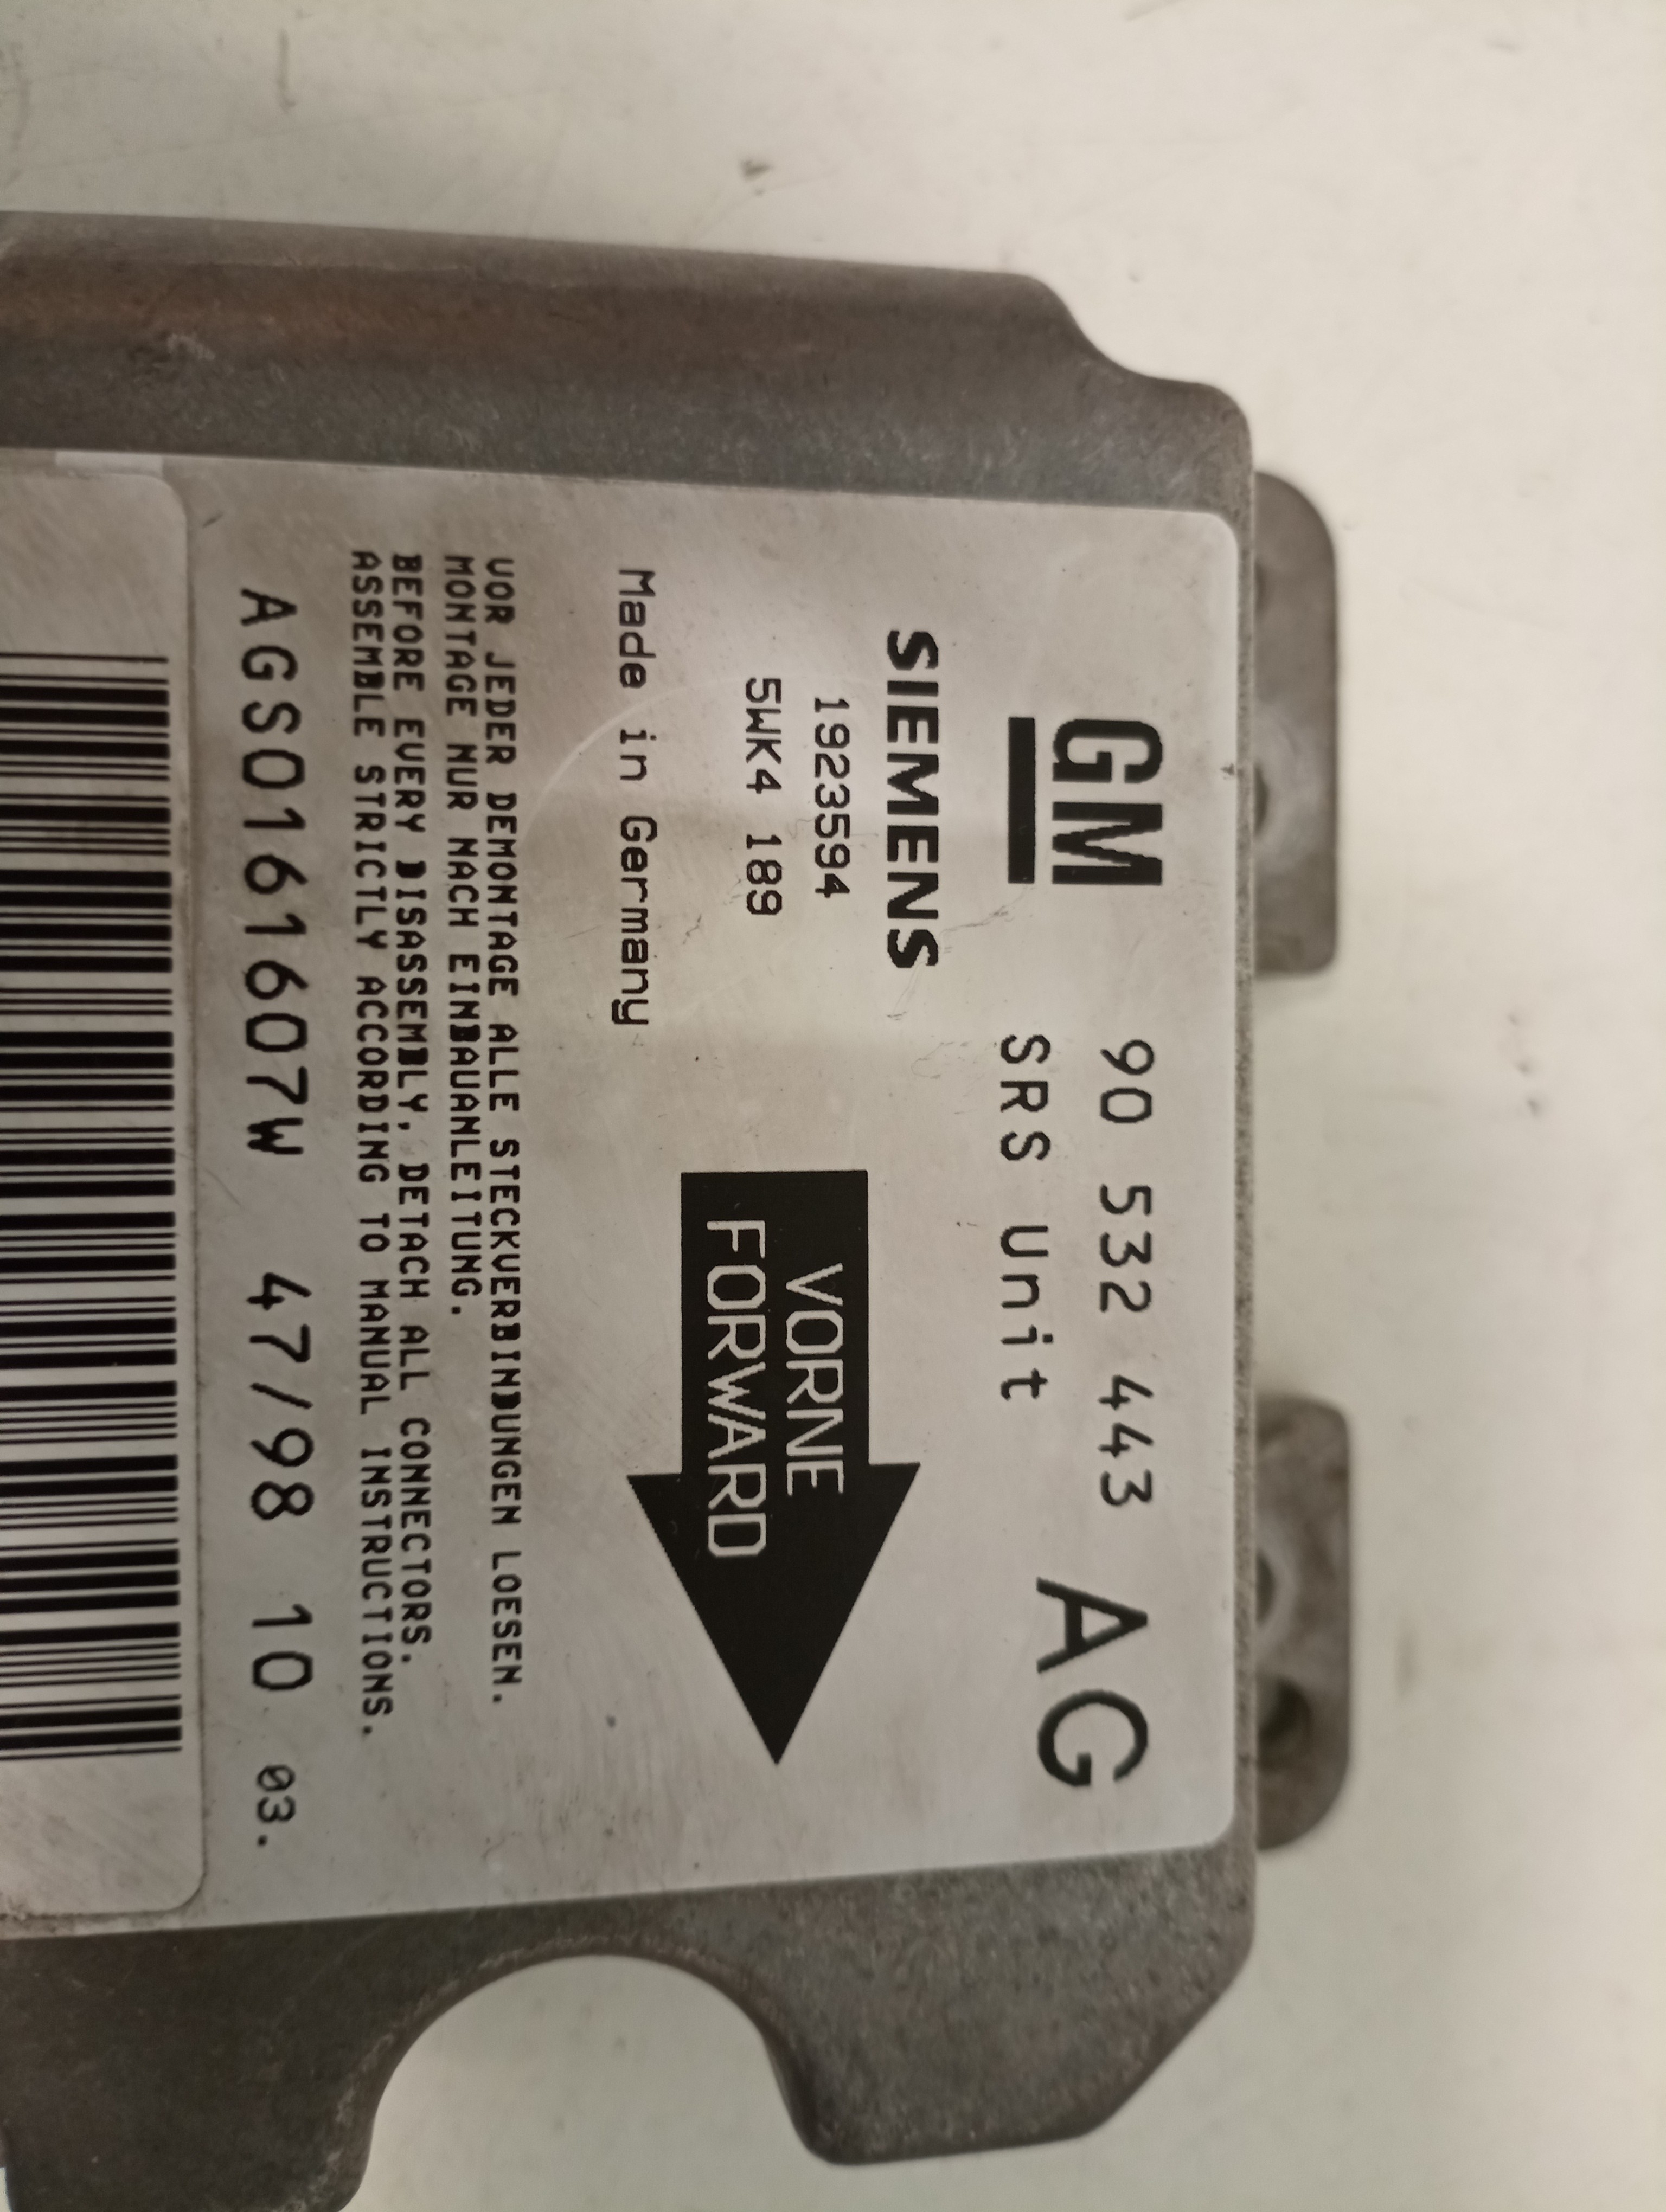 GM 90 532 443 AG
SRS Unit
SIEMENS
1923594
5WK4 189
VORNE
FORWARD
Made in Germany
VOR JEDER DEMONTAGE ALLE STECKVERBINDUNGEN LOESEN.
MONTAGE NUR NACH EINBAUANLEITUNG.
BEFORE EVERY DISASSEMBLY, DETACH ALL CONNECTORS.
ASSEMBLE STRICTLY ACCORDING TO MANUAL INSTRUCTIONS.
AGS0161607W 47/98 10 03.